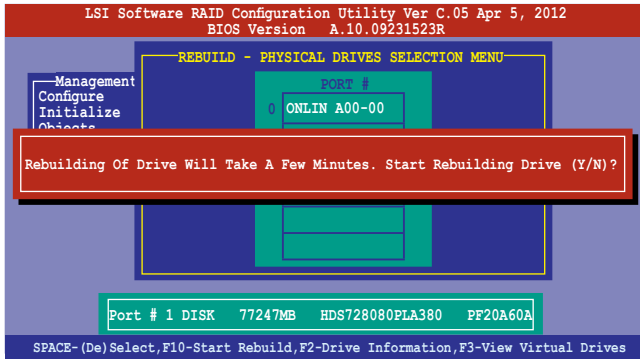 LSI Software RAID Configuration Utility Ver C.05 Apr 5, 2012
BIOS Version A.10.09231523R
REBUILD - PHYSICAL DRIVES SELECTION MENU
Management
PORT #
Configure
0 ONLIN A00-00
Initialize
Objects
Rebuilding Of Drive Will Take A Few Minutes. Start Rebuilding Drive (Y/N)?
Port # 1 DISK 77247MB HDS728080PLA380 PF20A60A
SPACE-(De)Select,F10-Start Rebuild,F2-Drive Information,F3-View Virtual Drives